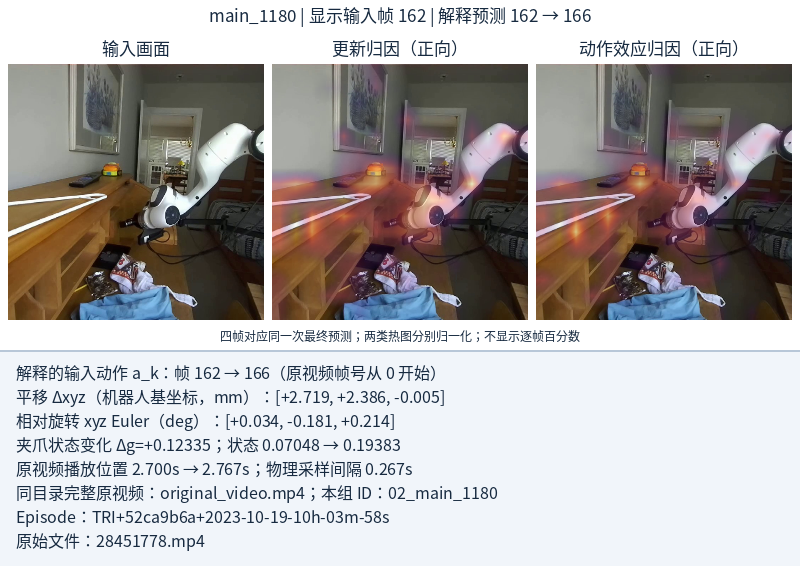 main_1180 | 显示输入帧 162 | 解释预测 162 → 166
输入画面
更新归因（正向）
动作效应归因（正向）
四帧对应同一次最终预测；两类热图分别归一化；不显示逐帧百分数
解释的输入动作 a_k：帧 162 → 166（原视频帧号从 0 开始）
平移 Δxyz（机器人基坐标，mm）：[+2.719, +2.386, -0.005]
相对旋转 xyz Euler（deg）：[+0.034, -0.181, +0.214]
夹爪状态变化 Δg=+0.12335；状态 0.07048 → 0.19383
原视频播放位置 2.700s → 2.767s；物理采样间隔 0.267s
同目录完整原视频：original_video.mp4；本组 ID：02_main_1180
Episode：TRI+52ca9b6a+2023-10-19-10h-03m-58s
原始文件：28451778.mp4